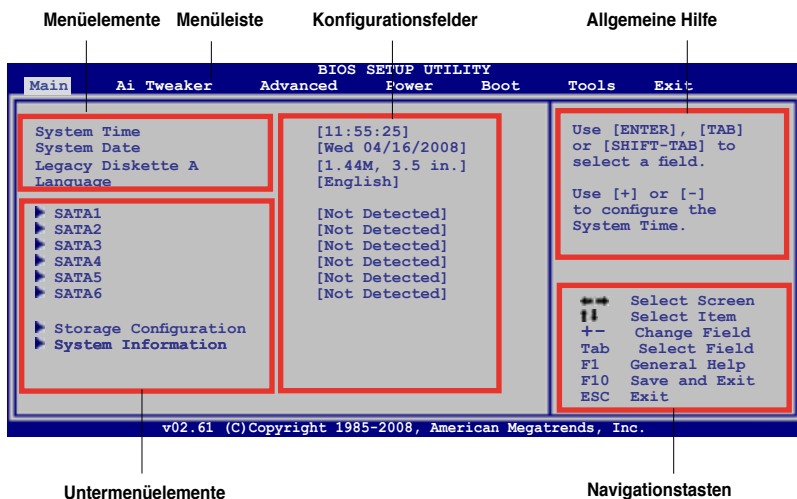 Menüelemente Menüleiste Konfigurationsfelder Allgemeine Hilfe
BIOS SETUP UTILITY
Main Ai Tweaker Advanced Power Boot Tools Exit
System Time [11:55:25]
System Date [Wed 04/16/2008]
Legacy Diskette A [1.44M, 3.5 in.]
Language [English]
SATA1 [Not Detected]
SATA2 [Not Detected]
SATA3 [Not Detected]
SATA4 [Not Detected]
SATA5 [Not Detected]
SATA6 [Not Detected]
Storage Configuration
System Information
Use [ENTER], [TAB]
or [SHIFT-TAB] to
select a field.
Use [+] or [-]
to configure the
System Time.
←→ Select Screen
↑↓ Select Item
+- Change Field
Tab Select Field
F1 General Help
F10 Save and Exit
ESC Exit
v02.61 (C)Copyright 1985-2008, American Megatrends, Inc.
Untermenüelemente Navigationstasten